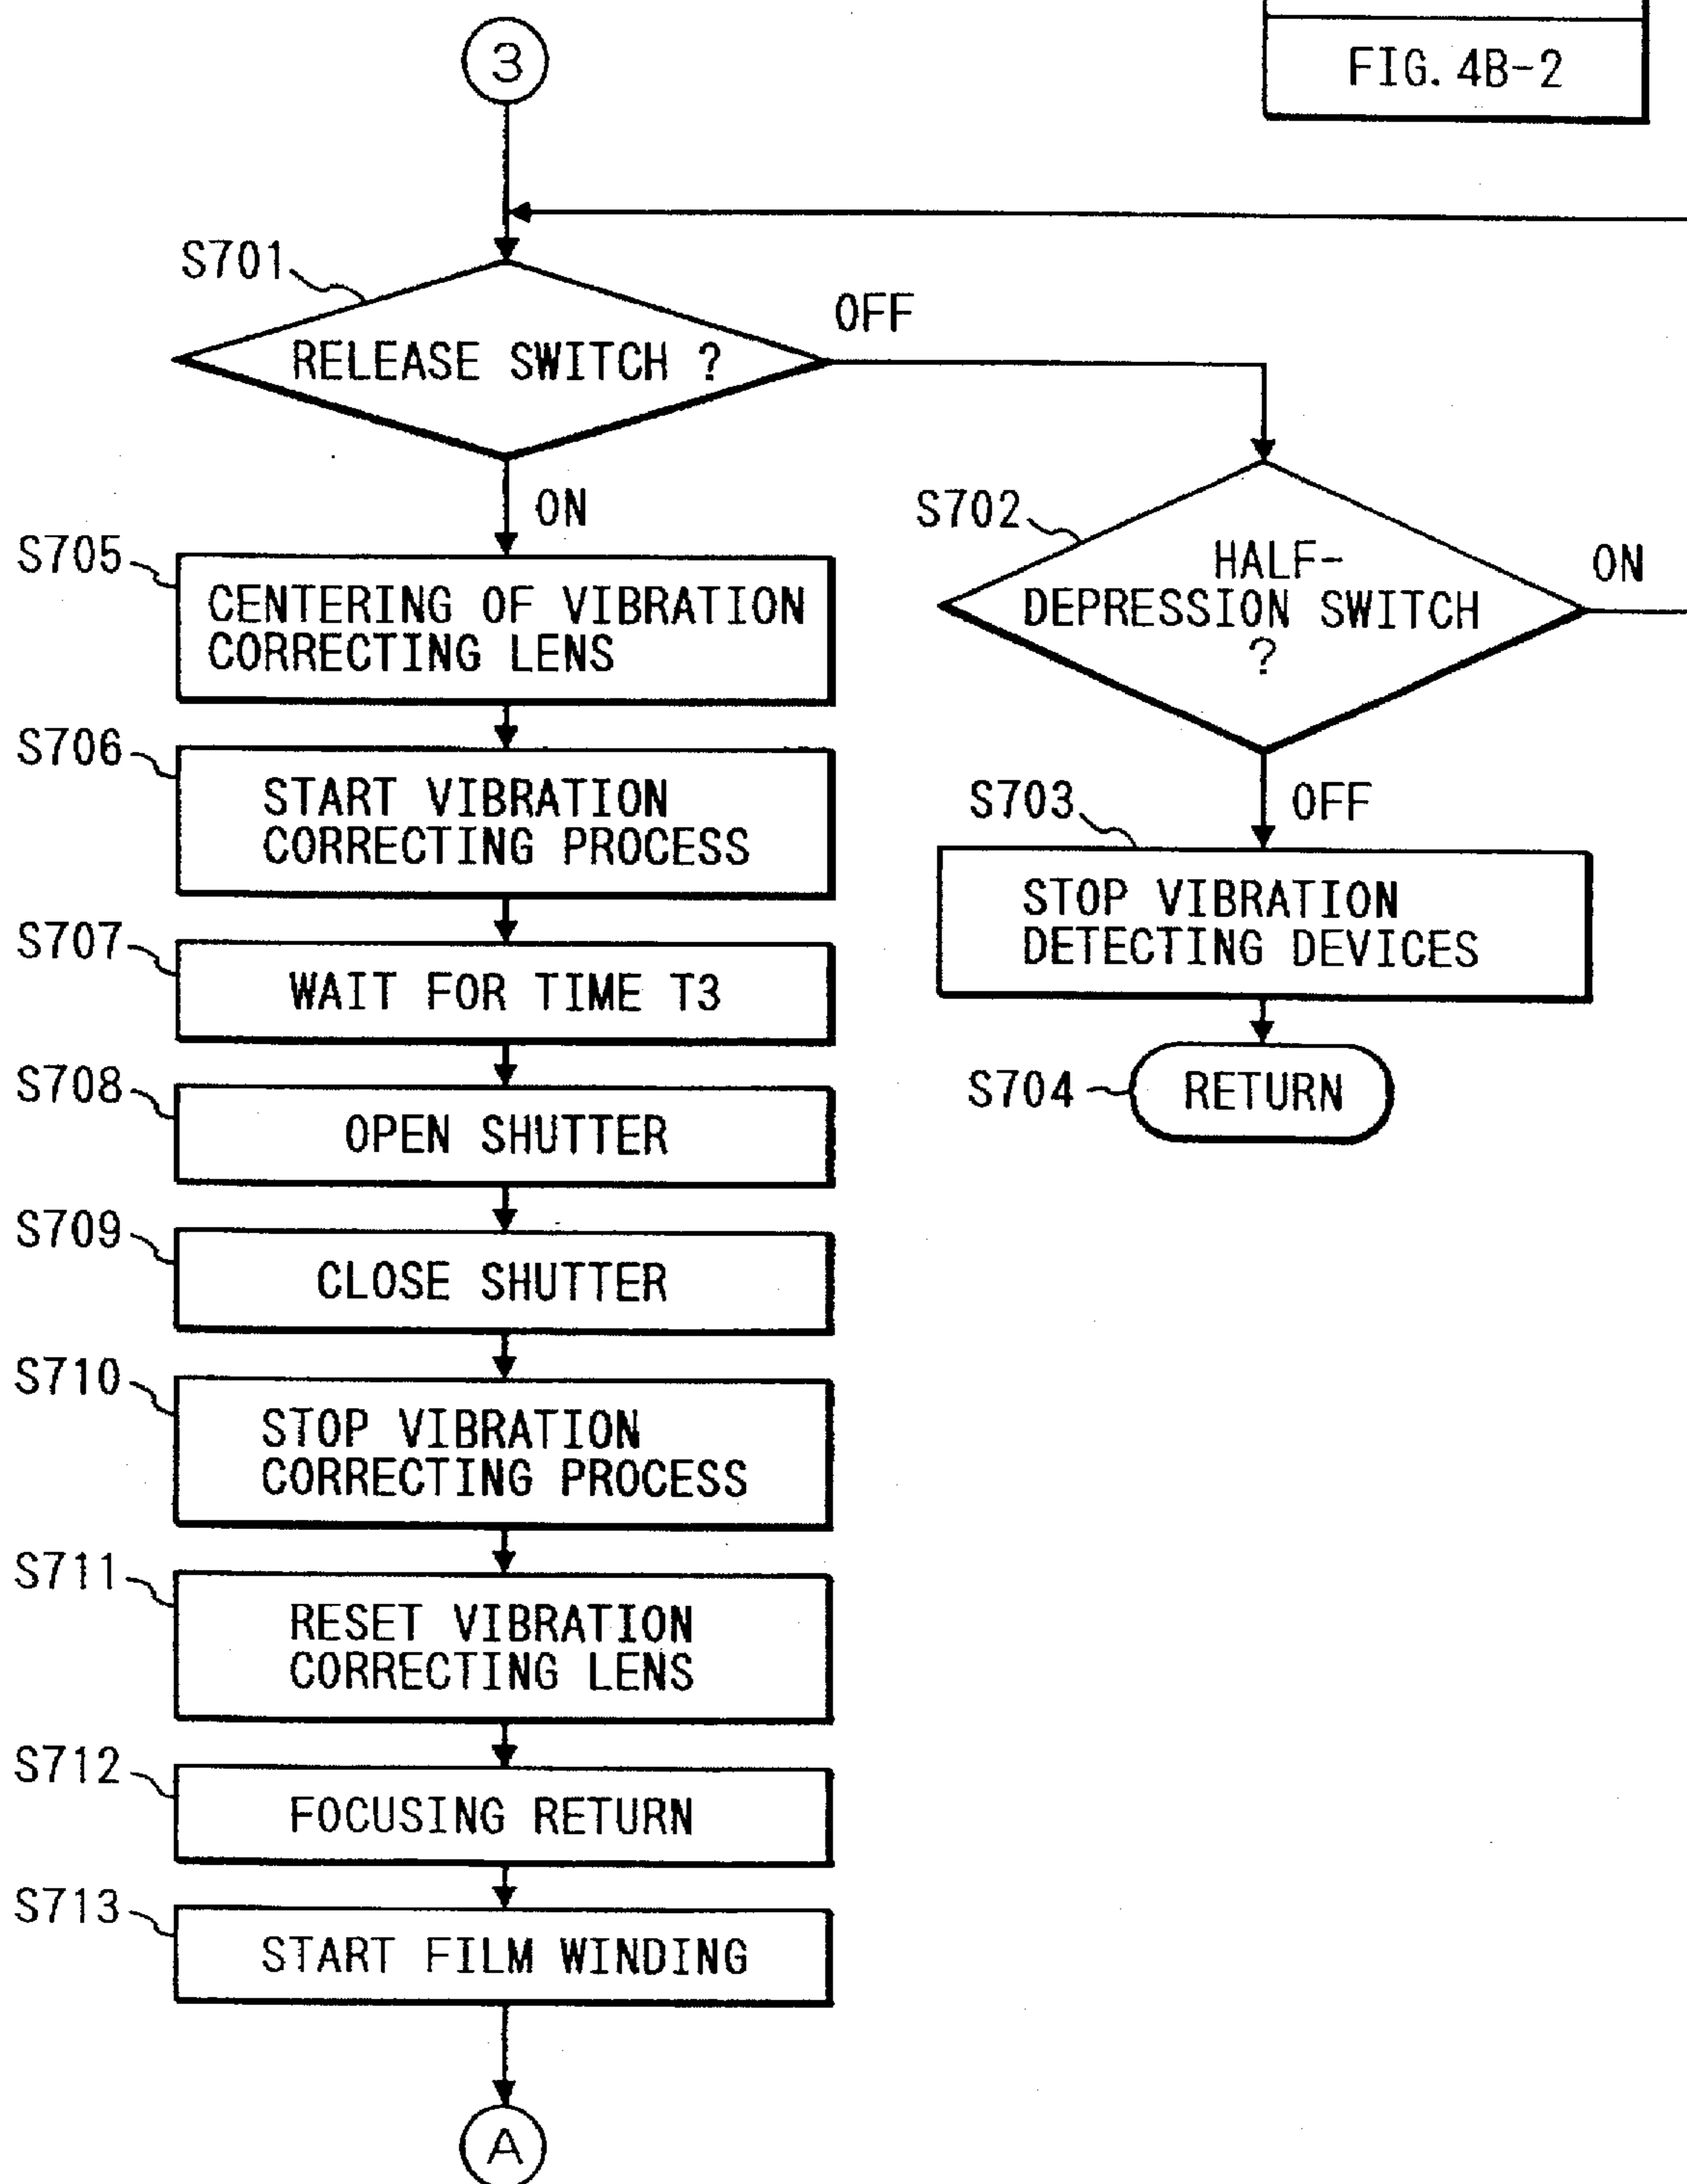 FIG. 4B-2
3
S701
RELEASE SWITCH ?
OFF
ON
S702
HALF-
DEPRESSION SWITCH
?
ON
OFF
S703
STOP VIBRATION
DETECTING DEVICES
S704
RETURN
S705
CENTERING OF VIBRATION
CORRECTING LENS
S706
START VIBRATION
CORRECTING PROCESS
S707
WAIT FOR TIME T3
S708
OPEN SHUTTER
S709
CLOSE SHUTTER
S710
STOP VIBRATION
CORRECTING PROCESS
S711
RESET VIBRATION
CORRECTING LENS
S712
FOCUSING RETURN
S713
START FILM WINDING
A